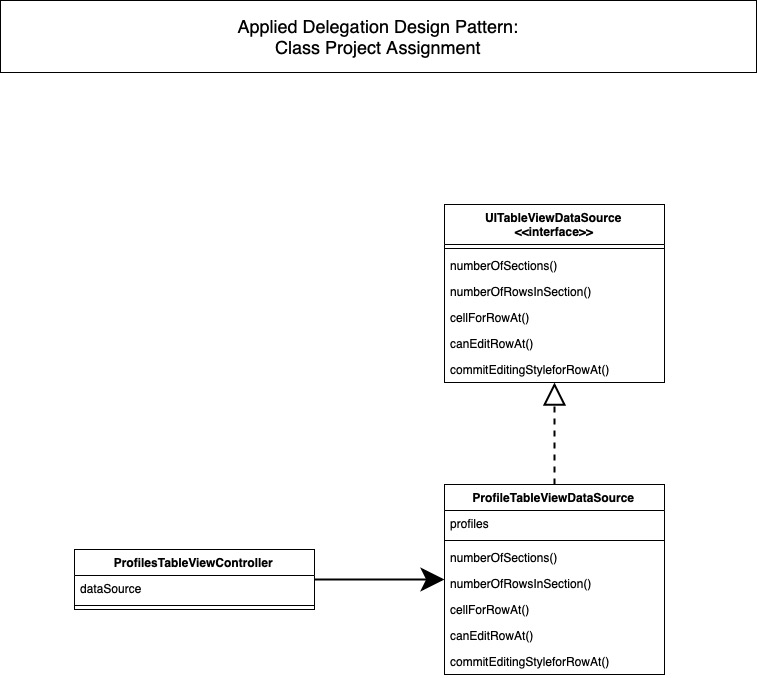 Applied Delegation Design Pattern:
Class Project Assignment
UITableViewDataSource
<<interface>>
numberOfSections()
numberOfRowsInSection()
cellForRowAt()
canEditRowAt()
commitEditingStyleforRowAt()
ProfileTableViewDataSource
profiles
numberOfSections()
numberOfRowsInSection()
cellForRowAt()
canEditRowAt()
commitEditingStyleforRowAt()
ProfilesTableViewController
dataSource